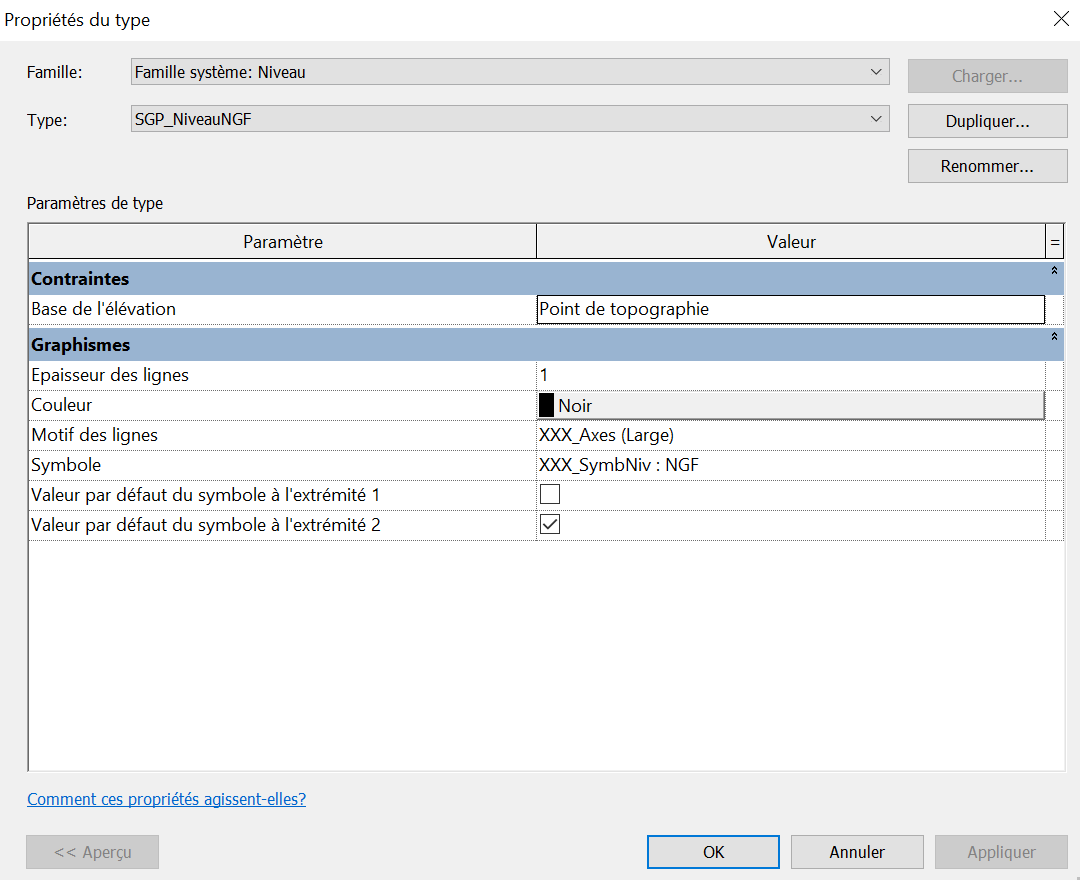 Propriétés du type
Famille: Famille système: Niveau Charger...
Type: SGP_NiveauNGF Dupliquer...
Renommer...
Paramètres de type
Paramètre Valeur =
Contraintes
Base de l'élévation Point de topographie
Graphismes
Epaisseur des lignes 1
Couleur Noir
Motif des lignes XXX_Axes (Large)
Symbole XXX_SymbNiv : NGF
Valeur par défaut du symbole à l'extrémité 1
Valeur par défaut du symbole à l'extrémité 2
Comment ces propriétés agissent-elles?
<< Aperçu OK Annuler Appliquer